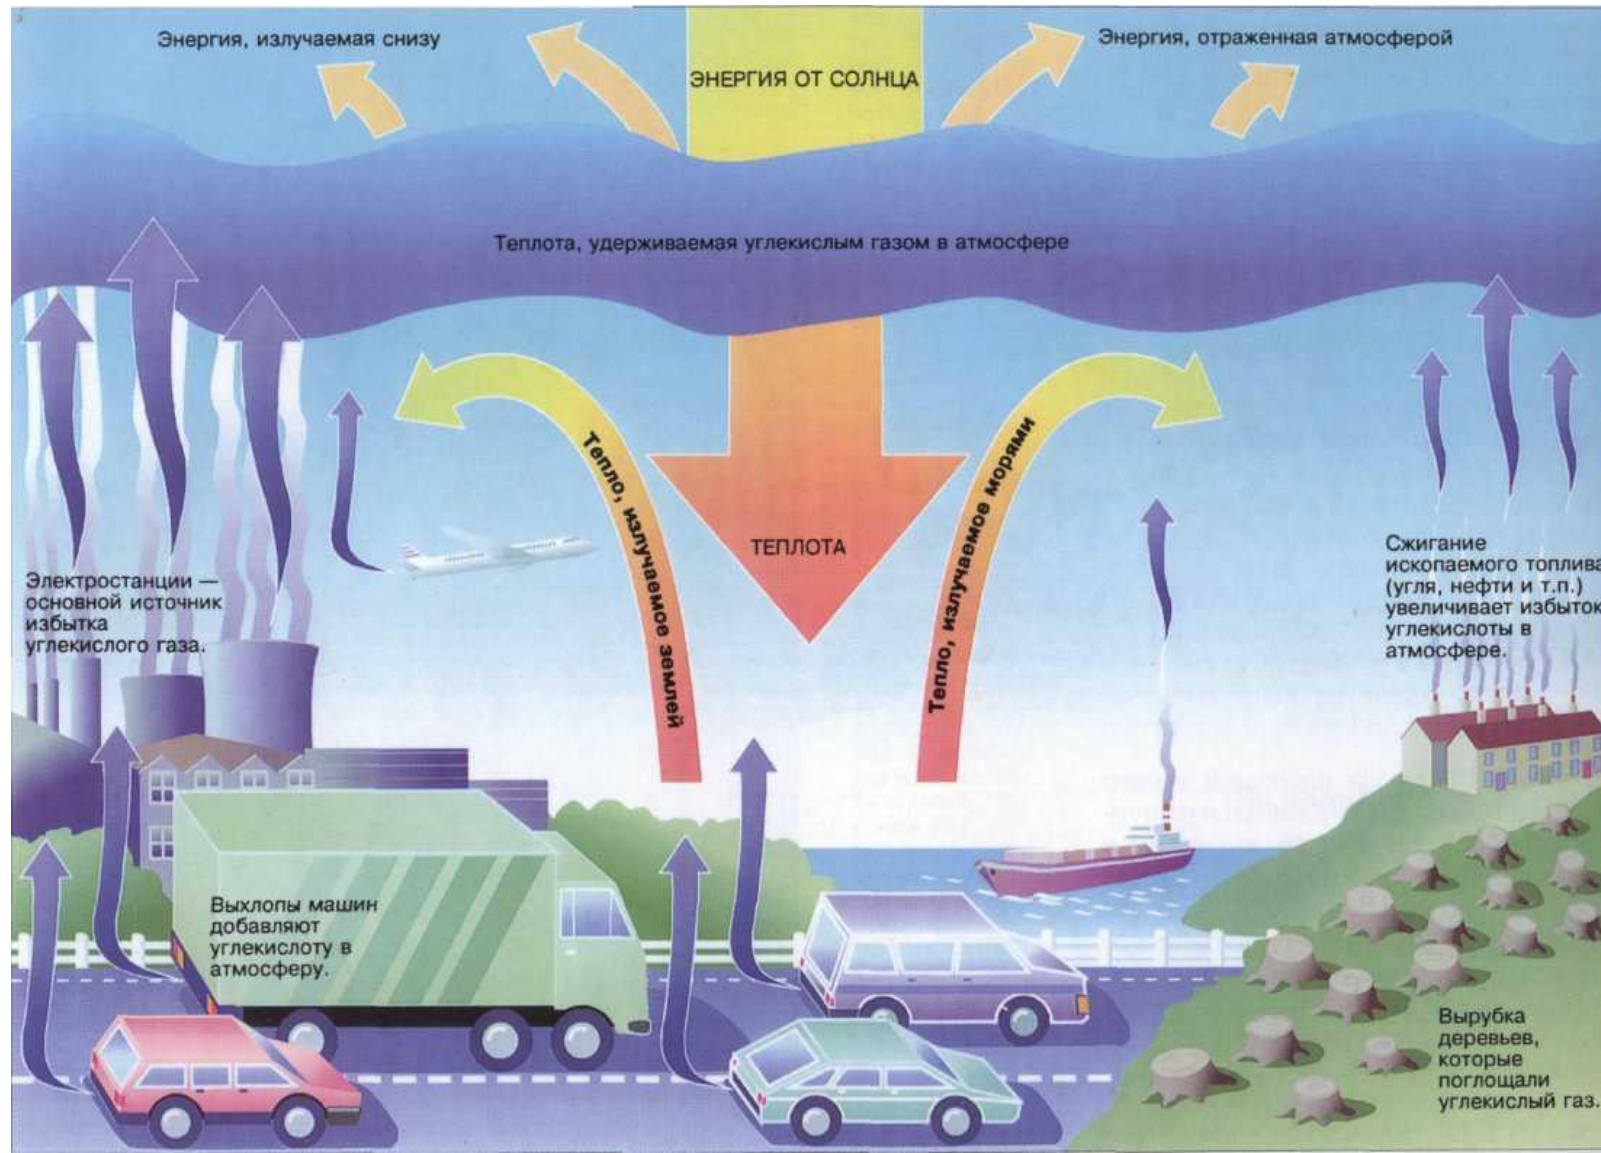 Энергия, излучаемая снизу
Энергия, отраженная атмосферой
ЭНЕРГИЯ ОТ СОЛНЦА
Теплота, удерживаемая углекислым газом в атмосфере
Тепло, излучаемое землей
ТЕПЛОТА
Тепло, излучаемое морями
Электростанции —
основной источник
избытка
углекислого газа.
Сжигание
ископаемого топлива
(угля, нефти и т.п.)
увеличивает избыток
углекислоты в
атмосфере.
Выхлопы машин
добавляют
углекислоту в
атмосферу.
Вырубка
деревьев,
которые
поглощали
углекислый газ.